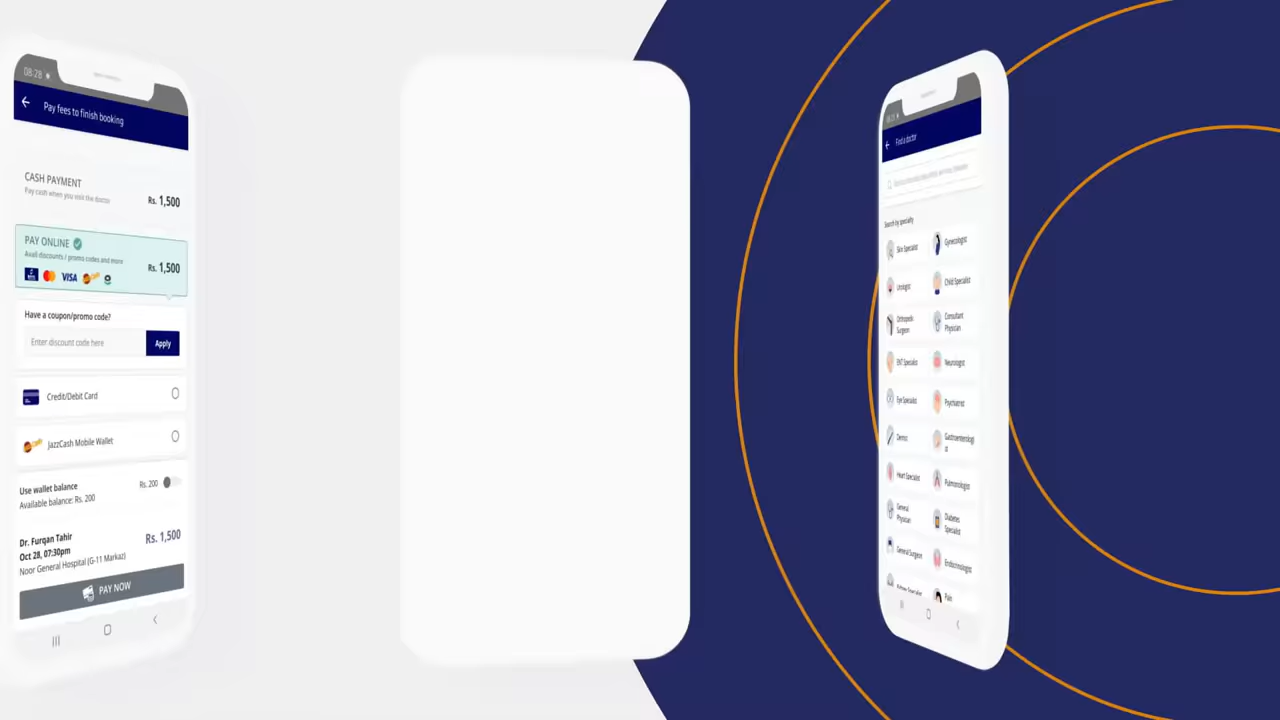 08:28
Pay fees to finish booking
CASH PAYMENT
Pay cash when you visit the doctor
Rs. 1,500
PAY ONLINE
Avail discounts / promo codes and more
Rs. 1,500
VISA
Have a coupon/promo code?
Enter discount code here
Apply
Credit/Debit Card
JazzCash Mobile Wallet
Use wallet balance
Rs. 200
Available balance: Rs. 200
Dr. Furqan Tahir
Oct 28, 07:30pm
Rs. 1,500
Noor General Hospital (G-11 Markaz)
PAY NOW
Find a doctor
Search by specialty
Skin Specialist
Gynecologist
Urologist
Child Specialist
Orthopedic
Surgeon
Consultant
Physician
ENT Specialist
Neurologist
Eye Specialist
Psychiatrist
Dentist
Gastroenterologi
st
Heart Specialist
Pulmonologist
General
Physician
Diabetes
Specialist
General Surgeon
Endocrinologist
Pain